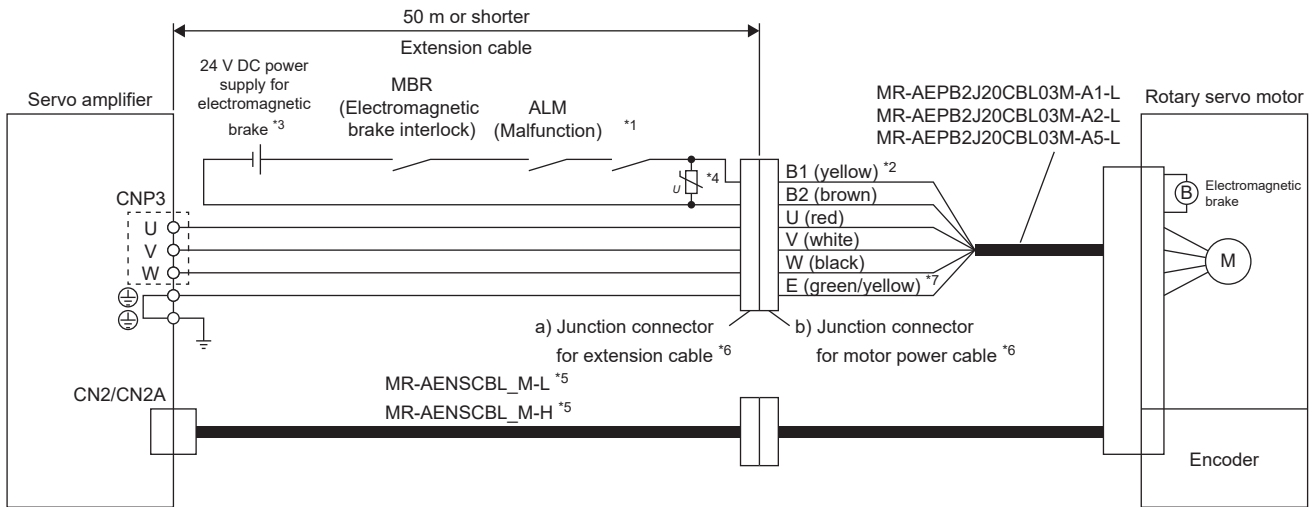 50 m or shorter
Extension cable
24 V DC power
supply for
electromagnetic
brake *3
MBR
(Electromagnetic
brake interlock)
ALM
(Malfunction)
*1
MR-AEPB2J20CBL03M-A1-L
MR-AEPB2J20CBL03M-A2-L
MR-AEPB2J20CBL03M-A5-L
Servo amplifier
Rotary servo motor
U
*4
B1 (yellow) *2
B2 (brown)
U (red)
V (white)
W (black)
E (green/yellow) *7
B
Electromagnetic
brake
M
CNP3
U
V
W
a) Junction connector
for extension cable *6
b) Junction connector
for motor power cable *6
CN2/CN2A
MR-AENSCBL_M-L *5
MR-AENSCBL_M-H *5
Encoder